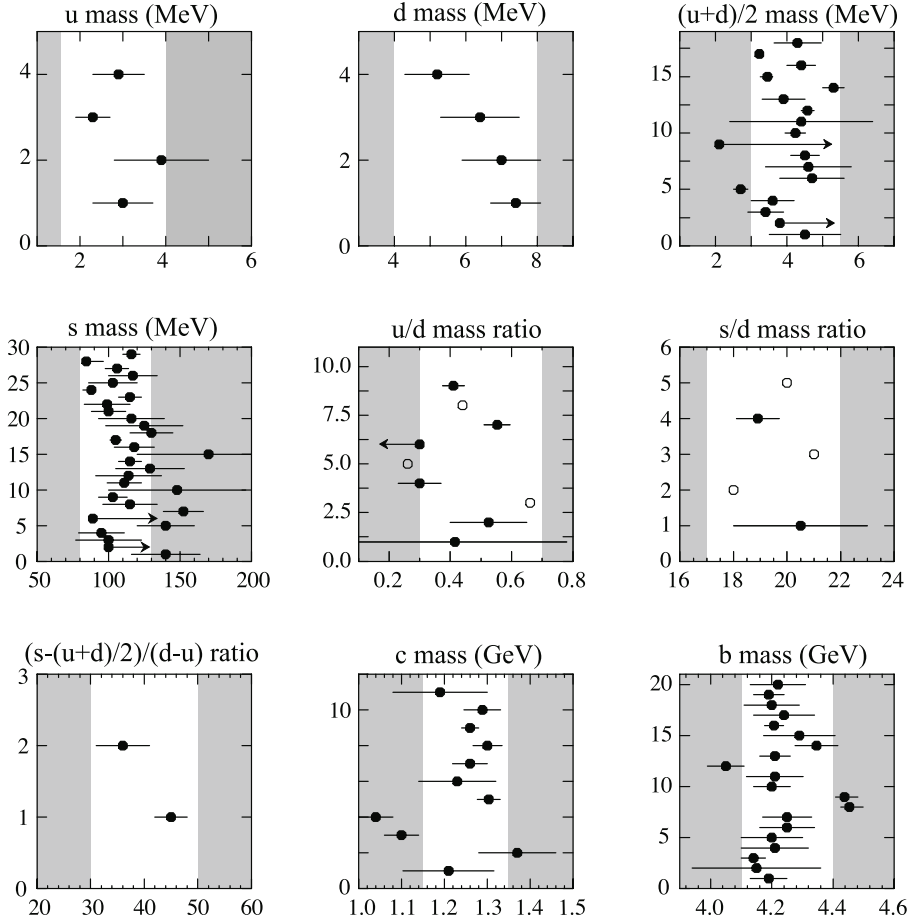 u mass (MeV)
d mass (MeV)
(u+d)/2 mass (MeV)
4
2
0
2 4 6
4
2
0
4 6 8
15
10
5
0
2 4 6
s mass (MeV)
u/d mass ratio
s/d mass ratio
30
25
20
15
10
5
0
50 100 150 200
10.0
7.5
5.0
2.5
0.0
0.2 0.4 0.6 0.8
6
5
4
3
2
1
0
16 18 20 22 24
(s-(u+d)/2)/(d-u) ratio
c mass (GeV)
b mass (GeV)
3
2
1
0
20 30 40 50 60
10
0
1.0 1.1 1.2 1.3 1.4 1.5
20
15
10
5
0
4.0 4.2 4.4 4.6